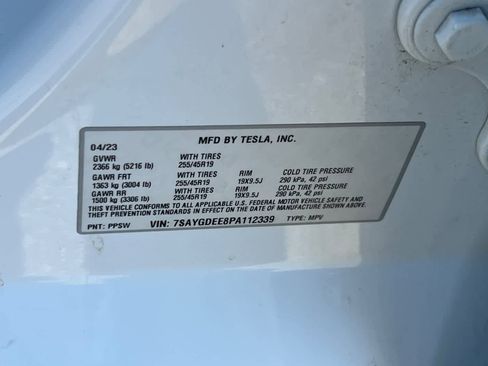 04/23 MFD BY TESLA, INC.
GVWR WITH TIRES
2366 kg (5216 lb) 255/45R19
GAWR FRT WITH TIRES RIM COLD TIRE PRESSURE
1363 kg (3004 lb) 255/45R19 19X9.5J 290 kPa, 42 psi
GAWR RR WITH TIRES RIM COLD TIRE PRESSURE
1500 kg (3306 lb) 255/45R19 19X9.5J 290 kPa, 42 psi
THIS VEHICLE CONFORMS TO ALL APPLICABLE U.S. FEDERAL MOTOR VEHICLE SAFETY AND
THEFT PREVENTION STANDARDS IN EFFECT ON THE DATE OF MANUFACTURE SHOWN ABOVE.
PNT: PPSW VIN: 7SAYGDEE8PA112339 TYPE: MPV